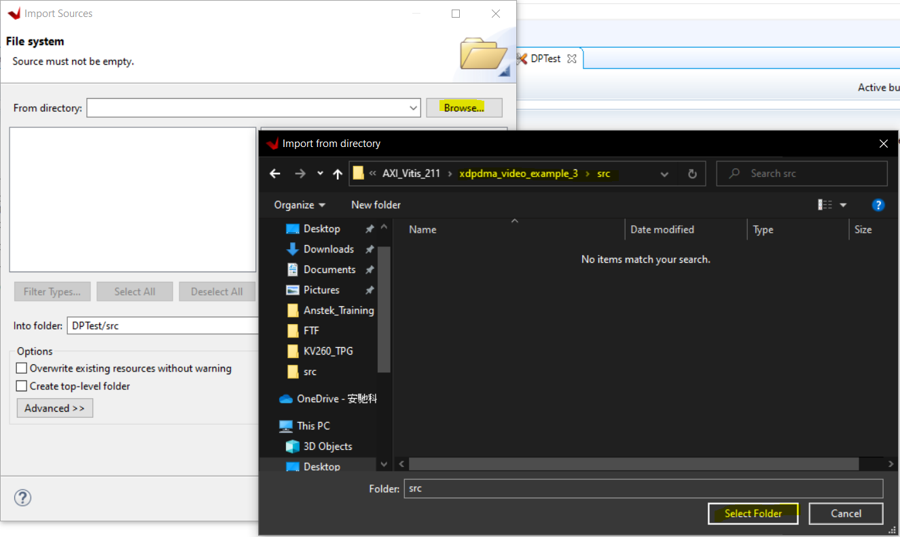 Import Sources
File system
Source must not be empty.
From directory:
Browse...
DPTest
Active bu
Filter Types...
Select All
Deselect All
Into folder:
DPTest/src
Options
Overwrite existing resources without warning
Create top-level folder
Advanced >>
Import from directory
« AXI_Vitis_211 › xdpdma_video_example_3 › src
Search src
Organize
New folder
Name
Date modified
Type
Size
No items match your search.
Desktop
Downloads
Documents
Pictures
Anstek_Training
FTF
KV260_TPG
src
OneDrive - 安馳科
This PC
3D Objects
Desktop
Folder:
src
Select Folder
Cancel